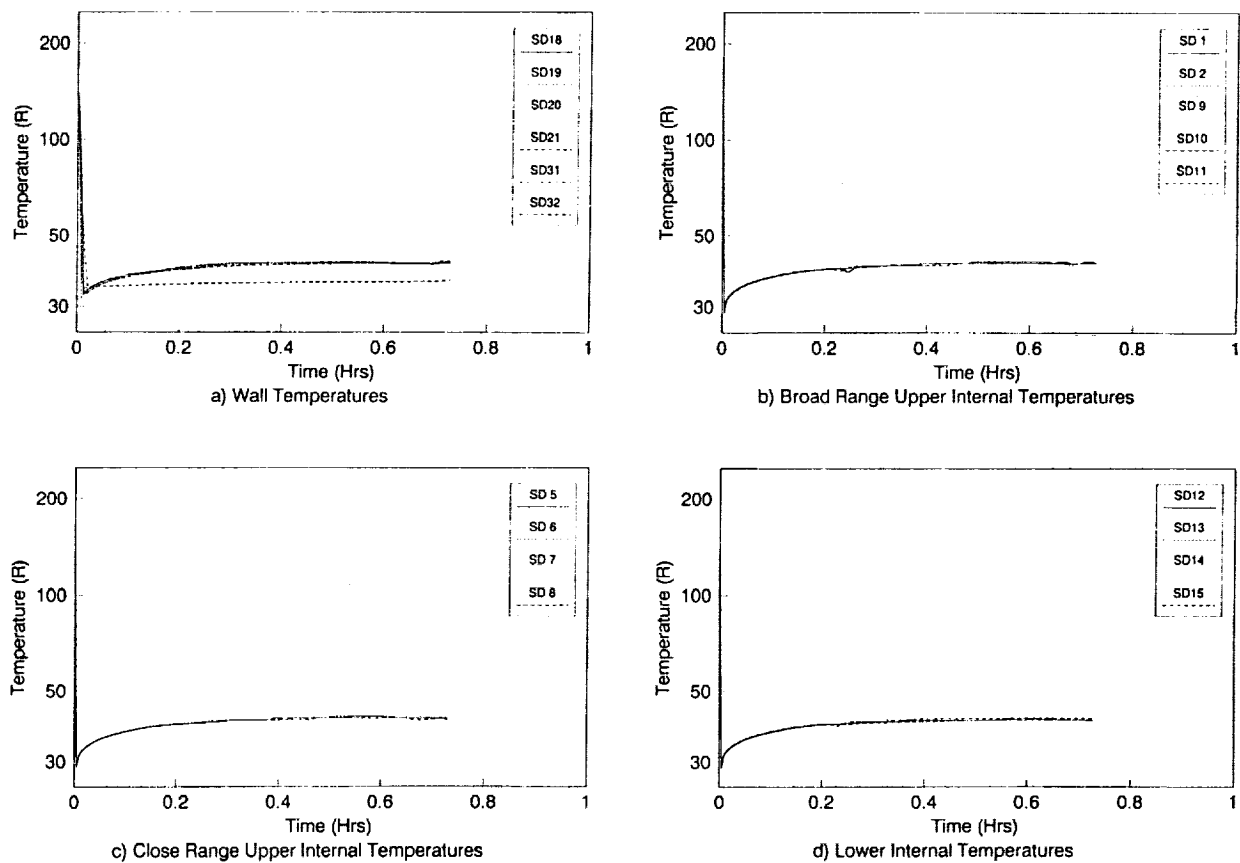 200
100
50
30
Temperature (R)
0
0.2
0.4
0.6
0.8
1
Time (Hrs)
SD18
SD19
SD20
SD21
SD31
SD32
a) Wall Temperatures
200
100
50
30
Temperature (R)
0
0.2
0.4
0.6
0.8
1
Time (Hrs)
SD 1
SD 2
SD 9
SD10
SD11
b) Broad Range Upper Internal Temperatures
200
100
50
30
Temperature (R)
0
0.2
0.4
0.6
0.8
1
Time (Hrs)
SD 5
SD 6
SD 7
SD 8
c) Close Range Upper Internal Temperatures
200
100
50
30
Temperature (R)
0
0.2
0.4
0.6
0.8
1
Time (Hrs)
SD12
SD13
SD14
SD15
d) Lower Internal Temperatures